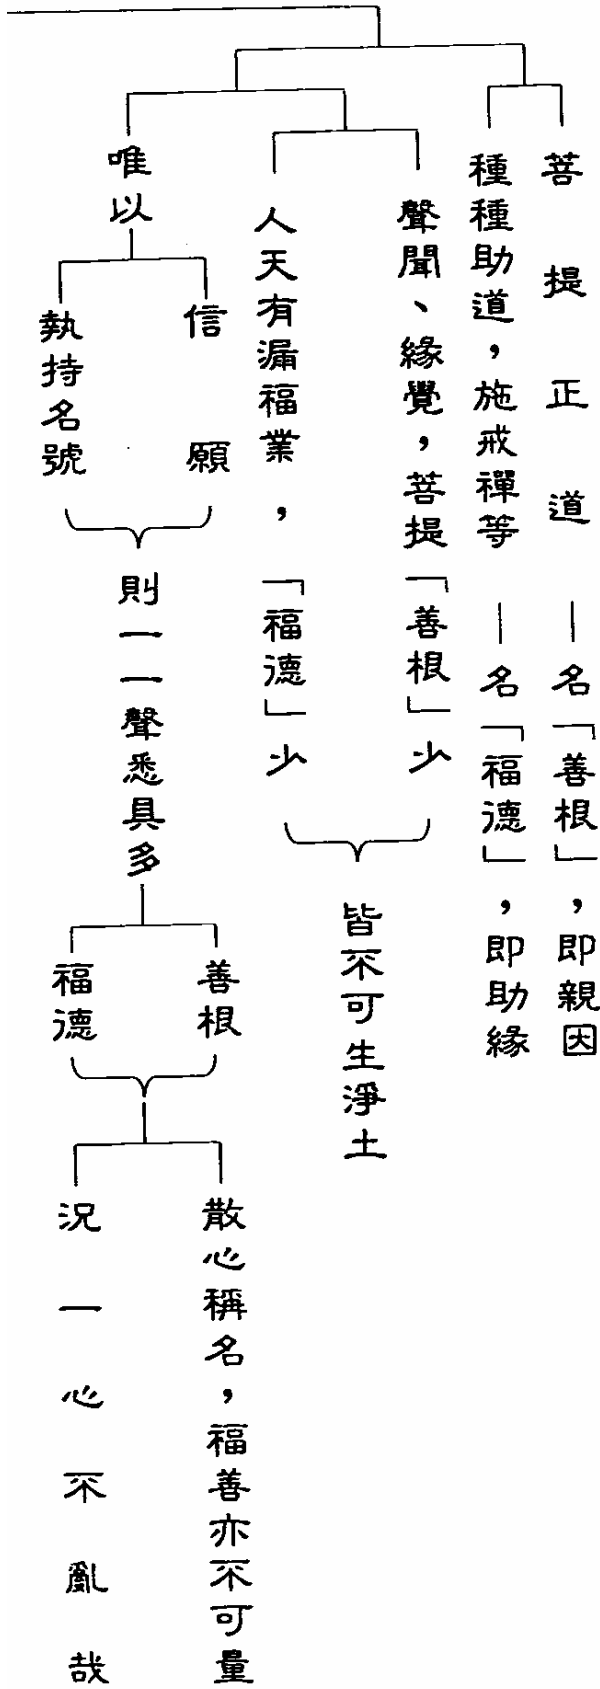 菩提正道—名「善根」，即親因
種種助道，施戒禪等—名「福德」，即助緣
聲聞、緣覺，菩提「善根」少
人天有漏福業，「福德」少
皆不可生淨土
唯以
信願
執持名號
則一一聲悉具多
善根
福德
散心稱名，福善亦不可量
況一心不亂哉